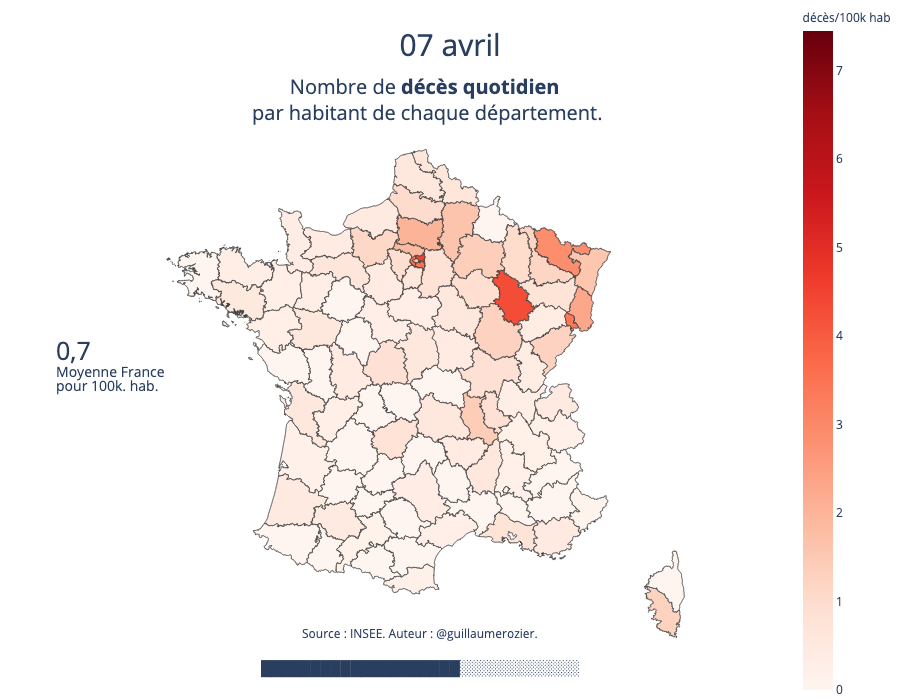 décès/100k hab
07 avril
Nombre de décès quotidien
par habitant de chaque département.
7
6
5
4
3
2
1
0
0,7
Moyenne France
pour 100k. hab.
Source : INSEE. Auteur : @guillaumerozier.